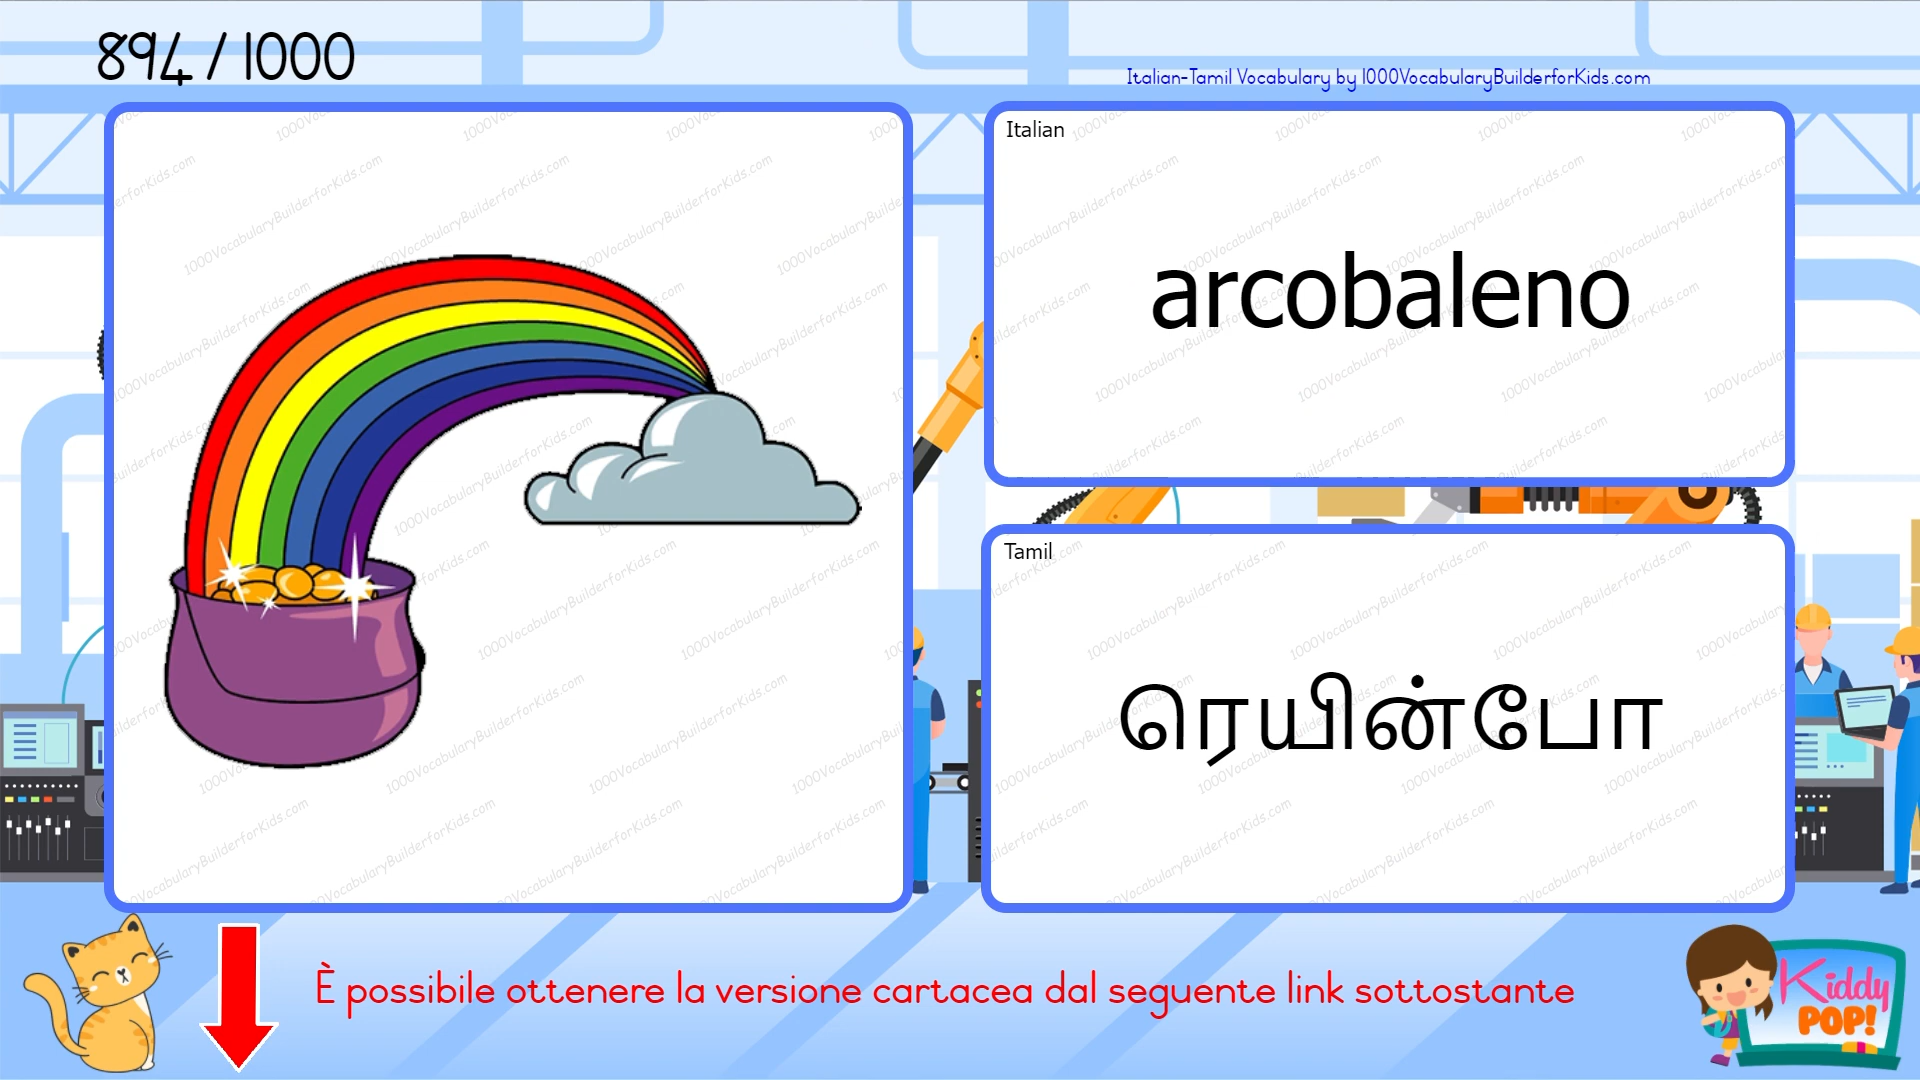 894 / 1000
Italian-Tamil Vocabulary by 1000VocabularyBuilderforKids.com
Italian
arcobaleno
Tamil
ரெயின்போ
È possibile ottenere la versione cartacea dal seguente link sottostante
Kiddy
POP!